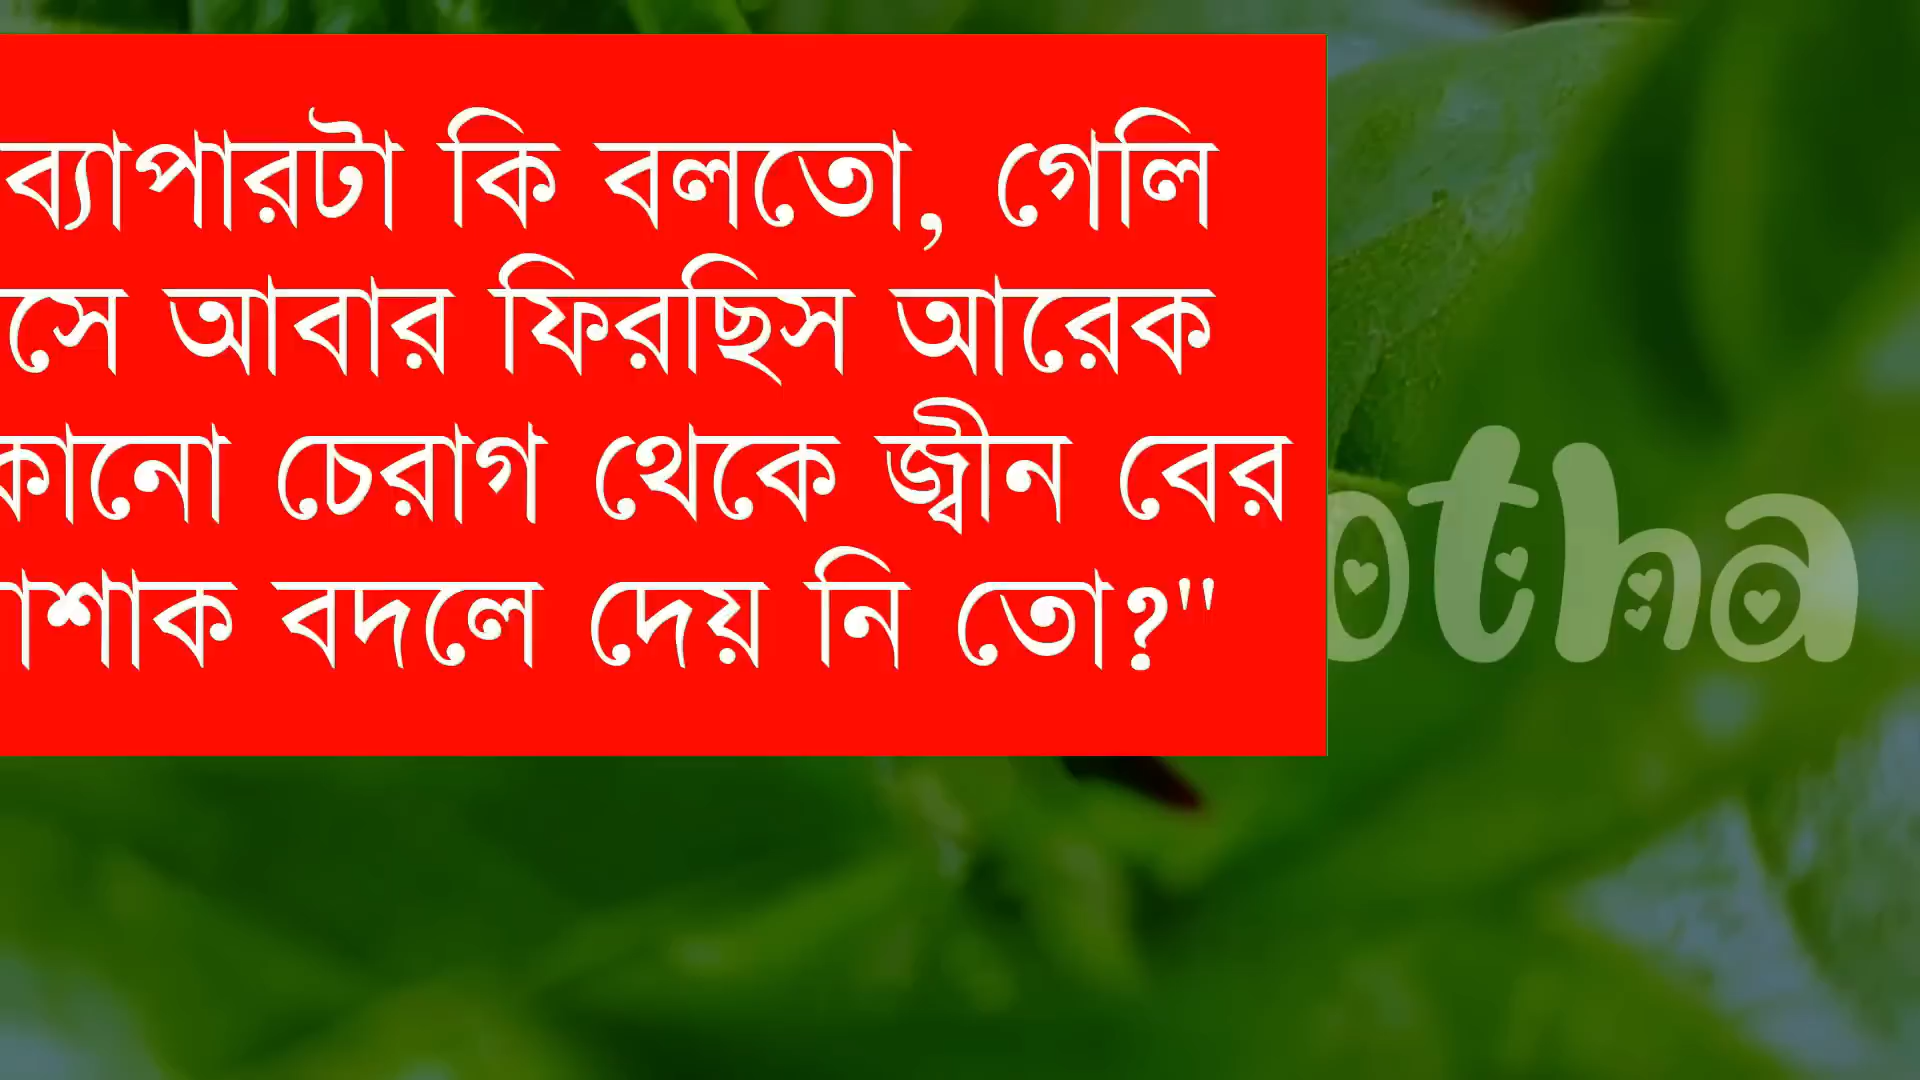 ব্যাপারটা কি বলতো, গেলি
সে আবার ফিরছিস আরেক
কানো চেরাগ থেকে জ্বীন বের
াশাক বদলে দেয় নি তো?"
otha